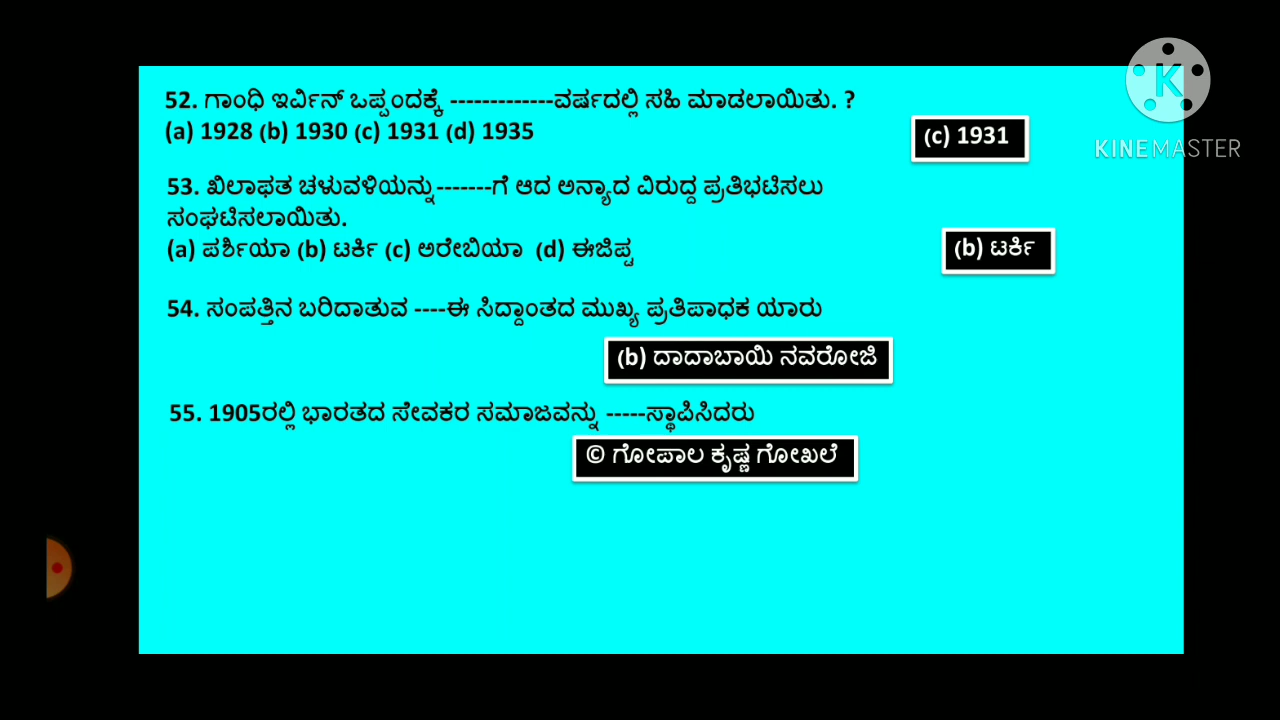 52. ಗಾಂಧಿ ಇರ್ವಿನ್ ಒಪ್ಪಂದಕ್ಕೆ -------------ವರ್ಷದಲ್ಲಿ ಸಹಿ ಮಾಡಲಾಯಿತು. ?
(a) 1928 (b) 1930 (c) 1931 (d) 1935
(c) 1931
KINEMASTER
53. ಖಿಲಾಫತ ಚಳುವಳಿಯನ್ನು-------ಗೆ ಆದ ಅನ್ಯಾದ ವಿರುದ್ದ ಪ್ರತಿಭಟಿಸಲು
ಸಂಘಟಿಸಲಾಯಿತು.
(a) ಪರ್ಶಿಯಾ (b) ಟರ್ಕಿ (c) ಅರೇಬಿಯಾ (d) ಈಜಿಪ್ಟ
(b) ಟರ್ಕಿ
54. ಸಂಪತ್ತಿನ ಬರಿದಾತುವ ----ಈ ಸಿದ್ದಾಂತದ ಮುಖ್ಯ ಪ್ರತಿಪಾಧಕ ಯಾರು
(b) ದಾದಾಬಾಯಿ ನವರೋಜಿ
55. 1905ರಲ್ಲಿ ಭಾರತದ ಸೇವಕರ ಸಮಾಜವನ್ನು -----ಸ್ಥಾಪಿಸಿದರು
© ಗೋಪಾಲ ಕೃಷ್ಣ ಗೋಖಲೆ